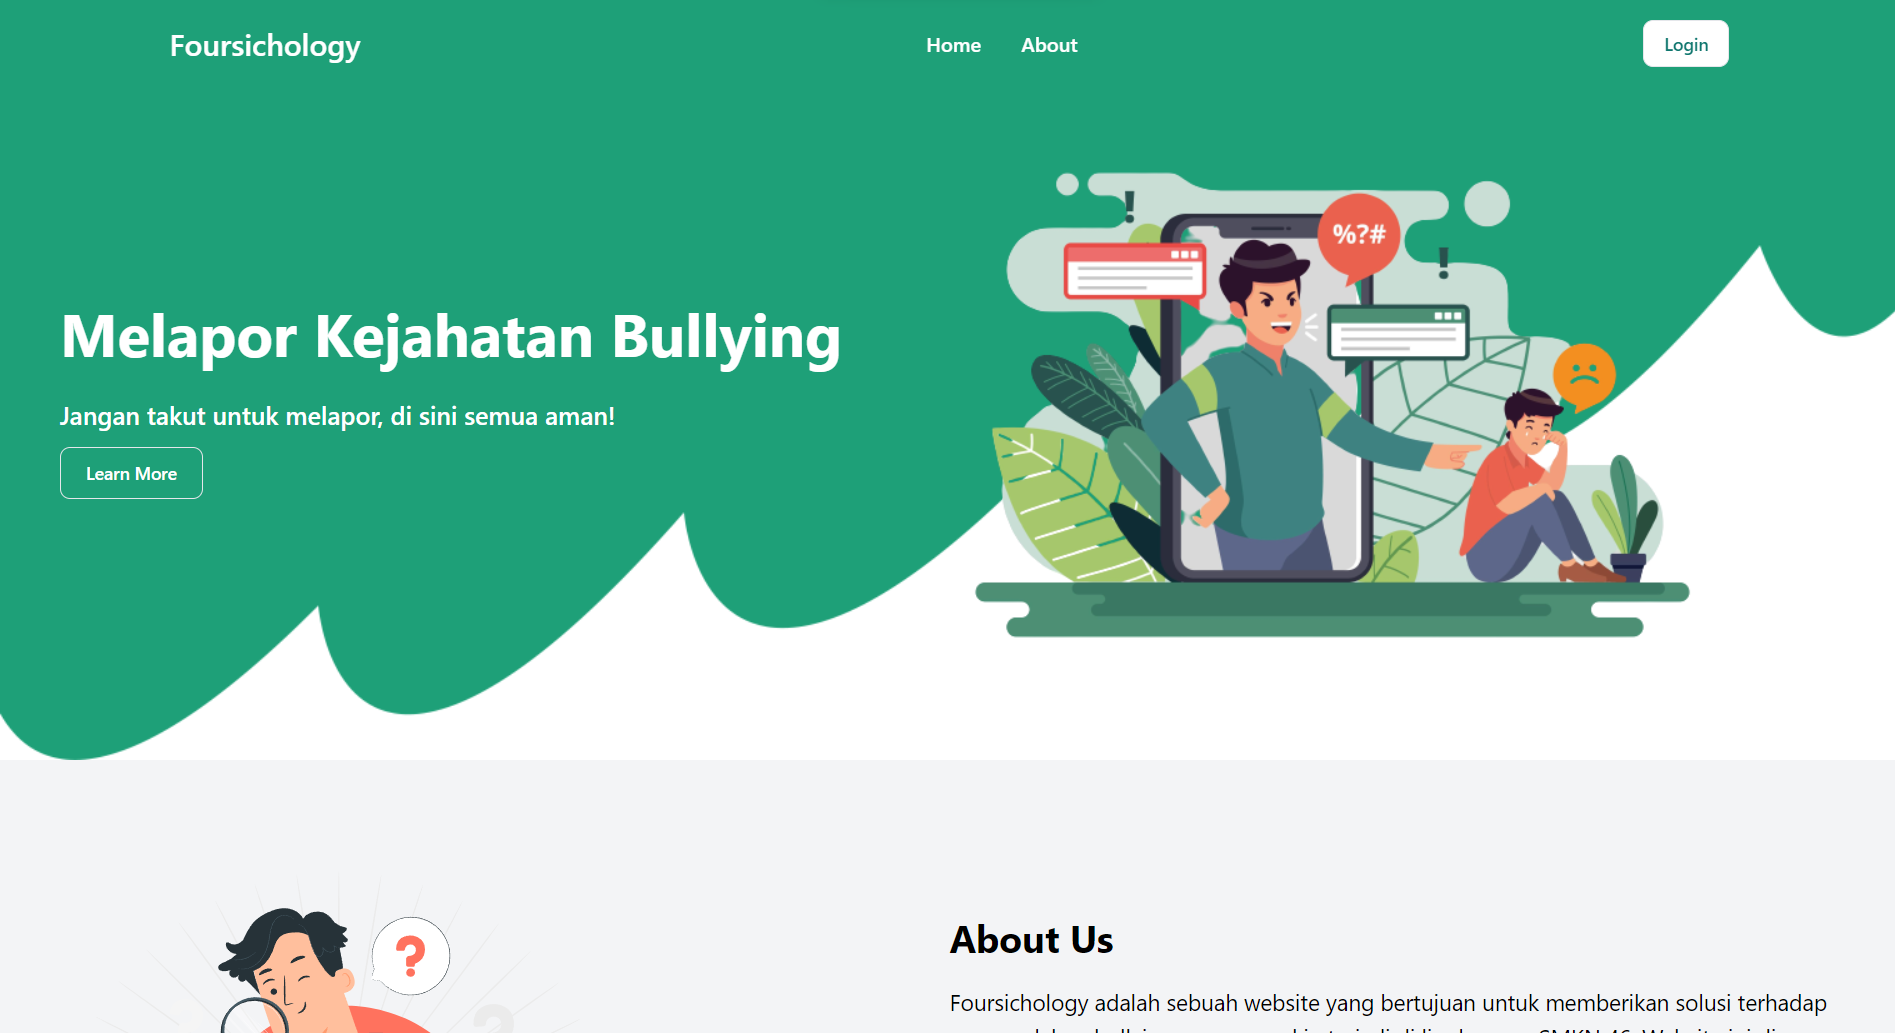 Foursichology
Home
About
Login
%?#
Melapor Kejahatan Bullying
Jangan takut untuk melapor, di sini semua aman!
Learn More
?
About Us
Foursichology adalah sebuah website yang bertujuan untuk memberikan solusi terhadap